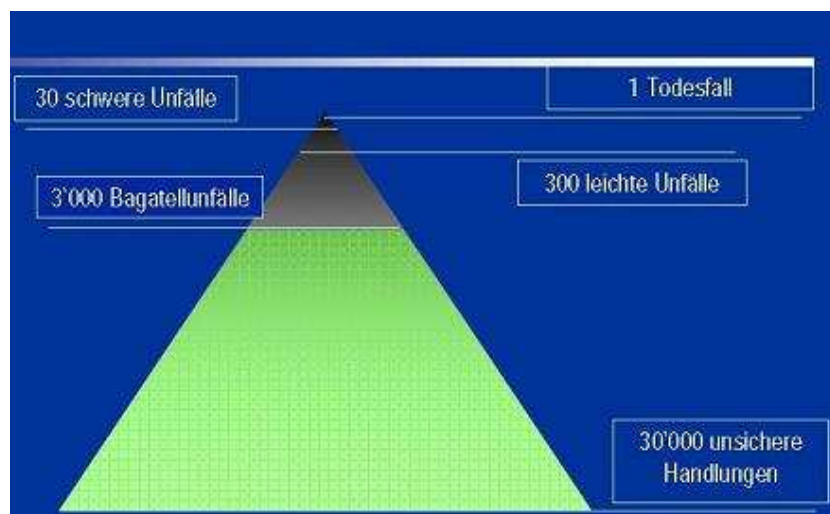 1 Todesfall
30 schwere Unfälle
300 leichte Unfälle
3`000 Bagatellunfälle
30'000 unsichere
Handlungen